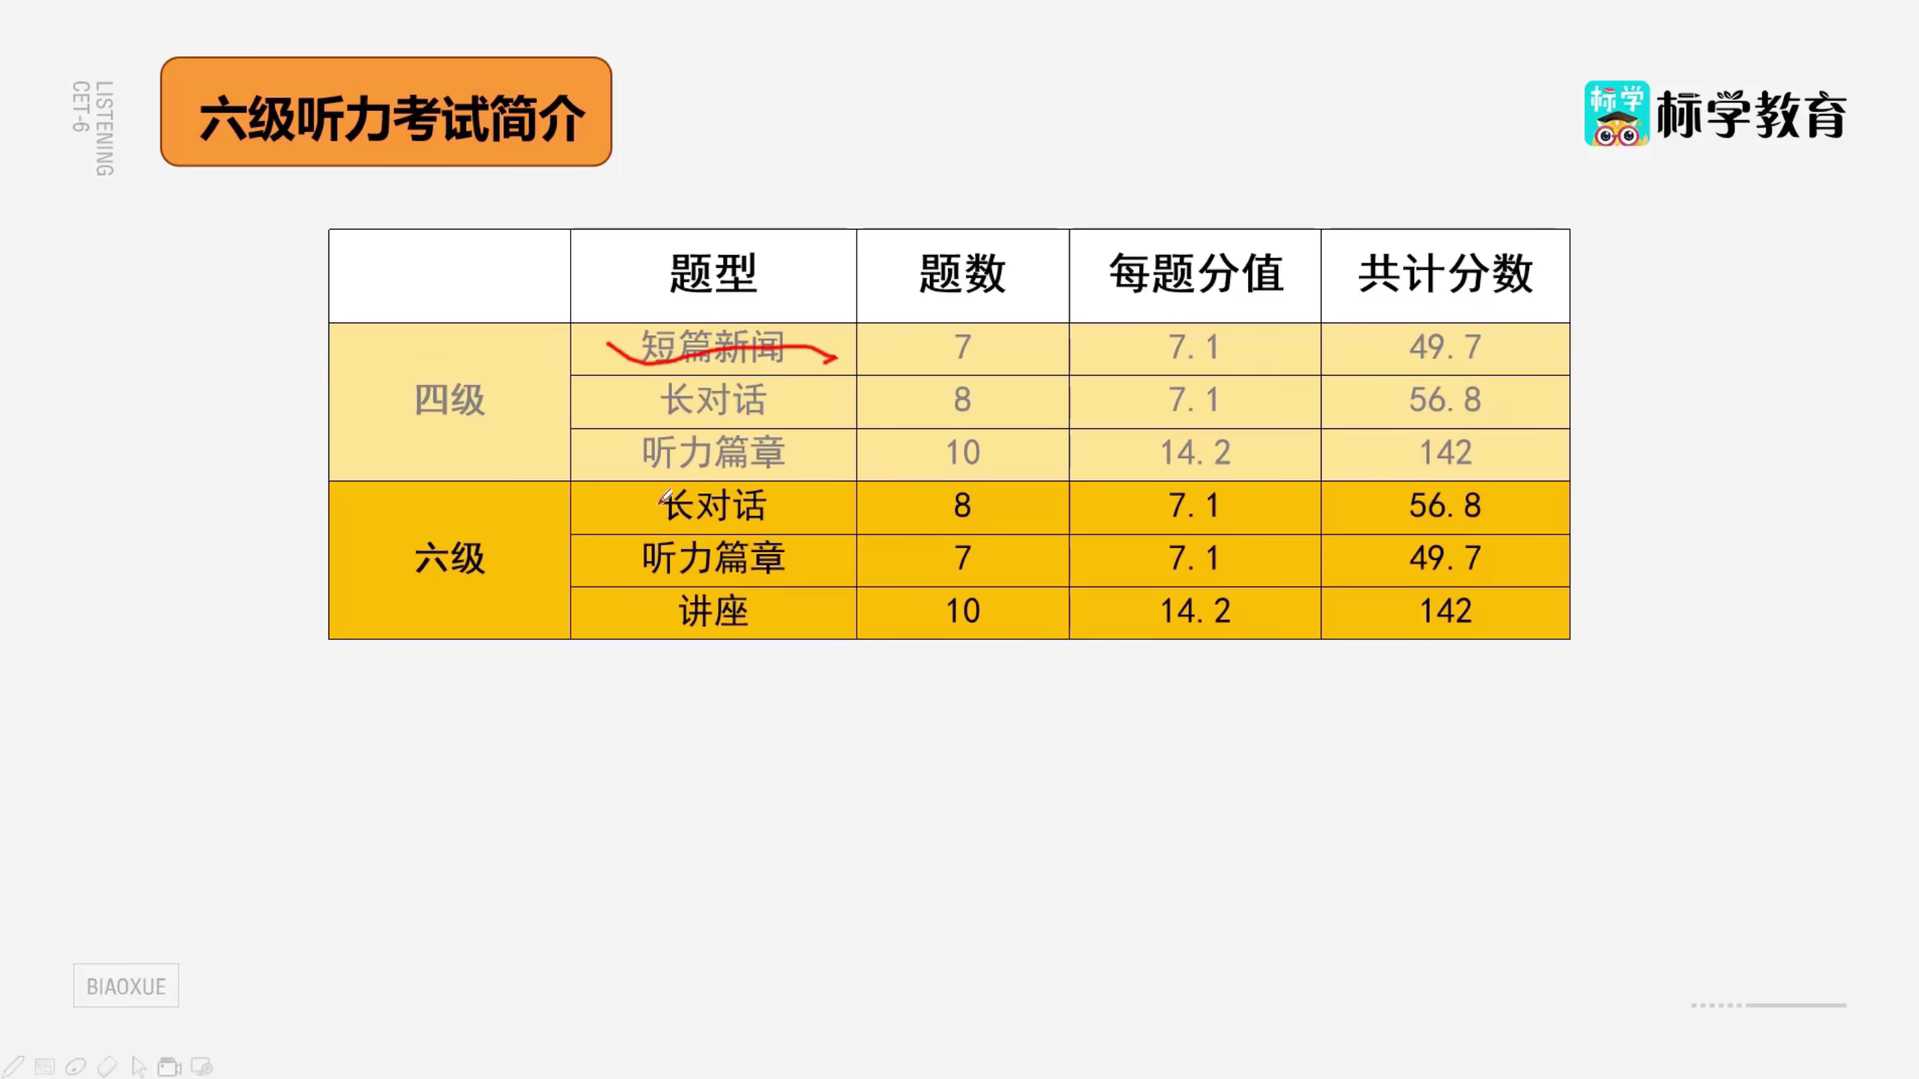 LISTENING
CET-6
六级听力考试简介
标学
标学教育
题型 题数 每题分值 共计分数
四级
短篇新闻 7 7.1 49.7
长对话 8 7.1 56.8
听力篇章 10 14.2 142
六级
长对话 8 7.1 56.8
听力篇章 7 7.1 49.7
讲座 10 14.2 142
BIAOXUE